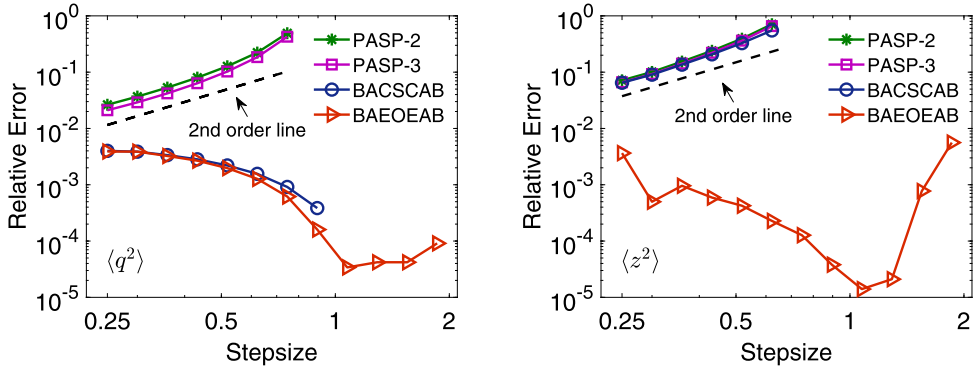 10^0
10^-1
10^-2
10^-3
10^-4
10^-5
Relative Error
PASP-2
PASP-3
BACSCAB
BAEOEAB
2nd order line
⟨q^2⟩
0.25
0.5
1
2
Stepsize
10^0
10^-1
10^-2
10^-3
10^-4
10^-5
Relative Error
PASP-2
PASP-3
BACSCAB
BAEOEAB
2nd order line
⟨z^2⟩
0.25
0.5
1
2
Stepsize